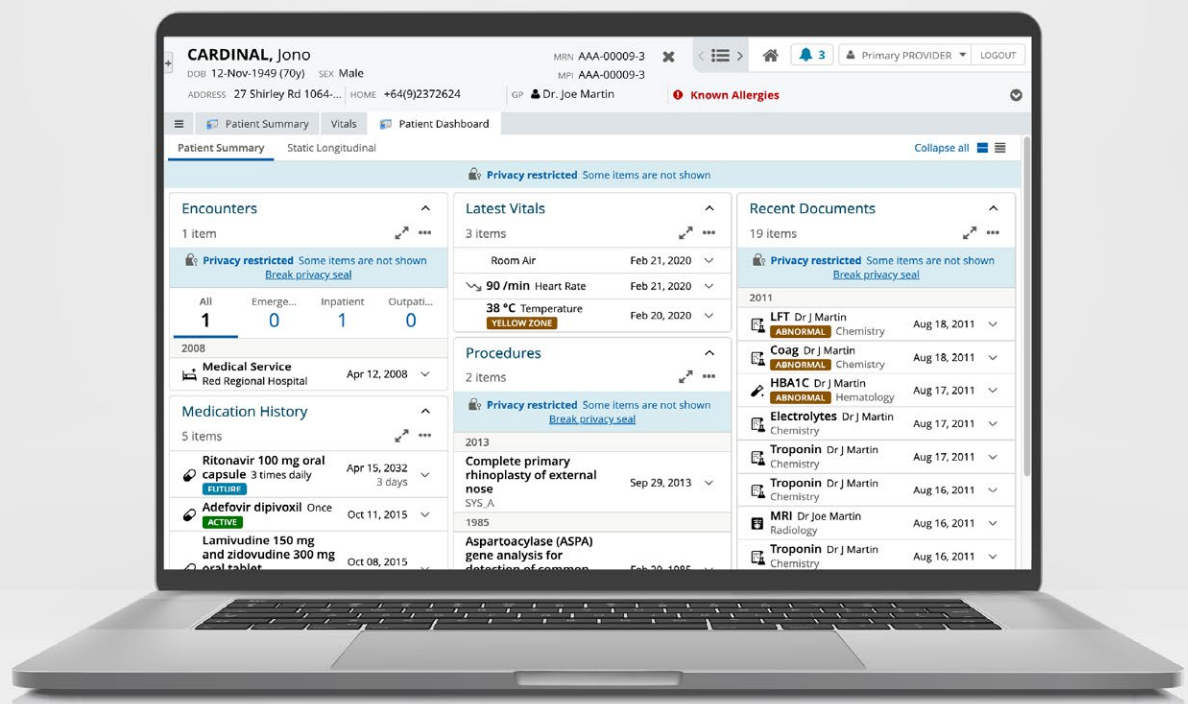 CARDINAL, Jono
DOB 12-Nov-1949 (70y) SEX Male
MRN AAA-00009-3
MPI AAA-00009-3
3
Primary PROVIDER
LOGOUT
ADDRESS 27 Shirley Rd 1064-... HOME +64(9)2372624 GP Dr. Joe Martin Known Allergies
Patient Summary Vitals Patient Dashboard
Patient Summary Static Longitudinal Collapse all
Privacy restricted Some items are not shown
Encounters
1 item
Privacy restricted Some items are not shown
Break privacy seal
All Emerge... Inpatient Outpati...
1 0 1 0
2008
Medical Service
Red Regional Hospital
Apr 12, 2008
Medication History
5 items
Ritonavir 100 mg oral
capsule 3 times daily
FUTURE
Apr 15, 2032
3 days
Adefovir dipivoxil Once
ACTIVE
Oct 11, 2015
Lamivudine 150 mg
and zidovudine 300 mg
oral tablet
Oct 08, 2015
Latest Vitals
3 items
Room Air Feb 21, 2020
90 /min Heart Rate Feb 21, 2020
38 °C Temperature
YELLOW ZONE
Feb 20, 2020
Procedures
2 items
Privacy restricted Some items are not shown
Break privacy seal
2013
Complete primary
rhinoplasty of external
nose
SYS_A
Sep 29, 2013
1985
Aspartoacylase (ASPA)
gene analysis for
detection of common
Recent Documents
19 items
Privacy restricted Some items are not shown
Break privacy seal
2011
LFT Dr J Martin
ABNORMAL Chemistry
Aug 18, 2011
Coag Dr J Martin
ABNORMAL Chemistry
Aug 18, 2011
HBA1C Dr J Martin
ABNORMAL Hematology
Aug 17, 2011
Electrolytes Dr J Martin
Chemistry
Aug 17, 2011
Troponin Dr J Martin
Chemistry
Aug 17, 2011
Troponin Dr J Martin
Chemistry
Aug 16, 2011
MRI Dr Joe Martin
Radiology
Aug 16, 2011
Troponin Dr J Martin
Chemistry
Aug 16, 2011